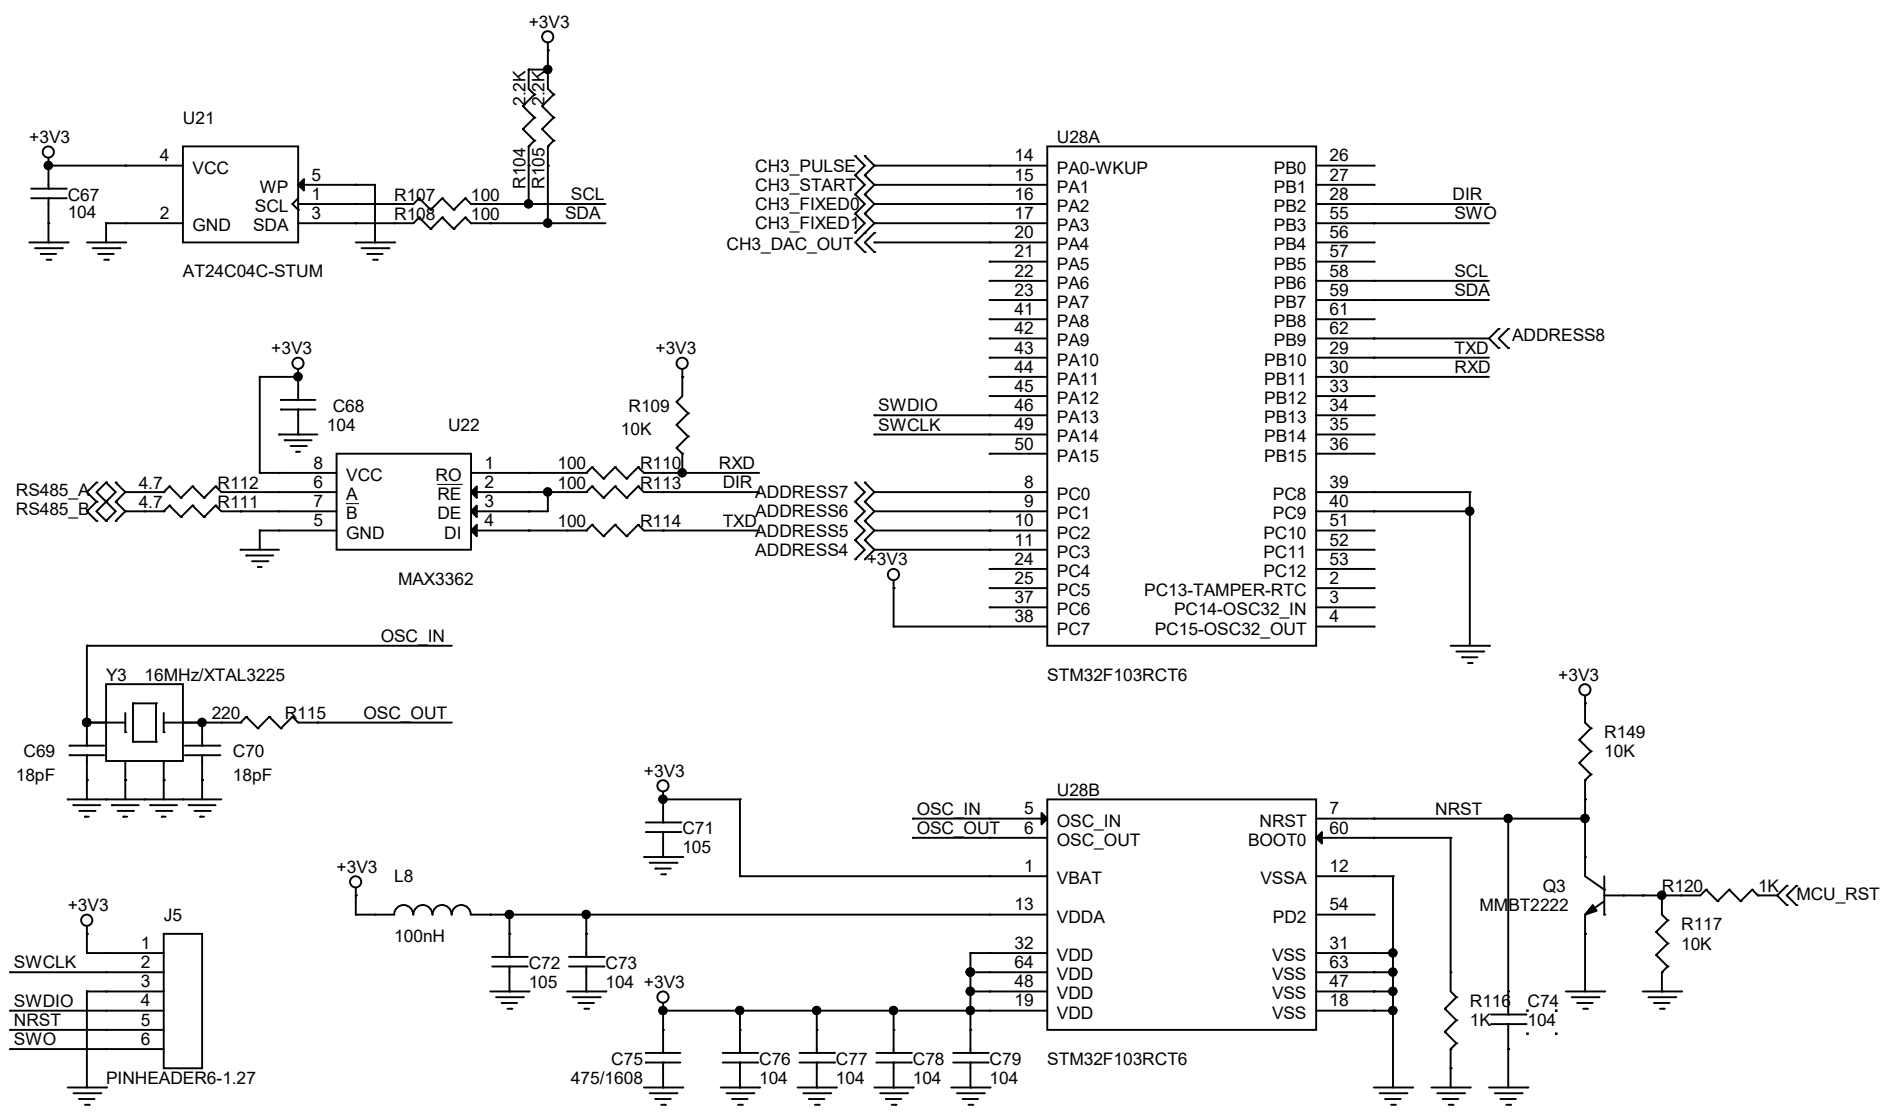 +3V3
2.2K
2.2K
R104
R105
U21
+3V3
4
VCC
C67
104
2
GND
WP
5
SCL
1
SDA
3
R107
100
SCL
R108
100
SDA
AT24C04C-STUM
+3V3
C68
104
U22
+3V3
R109
10K
RS485_A
4.7
R112
RS485_B
4.7
R111
8
VCC
6
A
7
B
5
GND
RO
1
100
R110
RXD
RE
2
100
R113
DIR
DE
3
DI
4
100
R114
TXD
MAX3362
OSC_IN
Y3
16MHz/XTAL3225
220
R115
OSC_OUT
C69
18pF
C70
18pF
U28A
CH3_PULSE
14
PA0-WKUP
CH3_START
15
PA1
CH3_FIXED0
16
PA2
CH3_FIXED1
17
PA3
CH3_DAC_OUT
20
PA4
21
PA5
22
PA6
23
PA7
41
PA8
42
PA9
43
PA10
44
PA11
45
PA12
SWDIO
46
PA13
SWCLK
49
PA14
50
PA15
ADDRESS7
8
PC0
ADDRESS6
9
PC1
ADDRESS5
10
PC2
ADDRESS4
11
PC3
+3V3
24
PC4
25
PC5
37
PC6
38
PC7
PB0
26
PB1
27
PB2
28
DIR
PB3
55
SWO
PB4
56
PB5
57
PB6
58
SCL
PB7
59
SDA
PB8
61
PB9
62
ADDRESS8
PB10
29
TXD
PB11
30
RXD
PB12
33
PB13
34
PB14
35
PB15
36
PC8
39
PC9
40
PC10
51
PC11
52
PC12
53
PC13-TAMPER-RTC
2
PC14-OSC32_IN
3
PC15-OSC32_OUT
4
STM32F103RCT6
+3V3
J5
1
SWCLK
2
3
SWDIO
4
NRST
5
SWO
6
PINHEADER6-1.27
+3V3
L8
100nH
C72
105
C73
104
+3V3
C71
105
+3V3
C75
475/1608
C76
104
C77
104
C78
104
C79
104
U28B
OSC_IN
5
OSC_IN
OSC_OUT
6
OSC_OUT
1
VBAT
13
VDDA
32
VDD
64
VDD
48
VDD
19
VDD
NRST
7
NRST
BOOT0
60
VSSA
12
PD2
54
VSS
31
VSS
63
VSS
47
VSS
18
STM32F103RCT6
+3V3
R149
10K
Q3
MMBT2222
R120
1K
MCU_RST
R117
10K
R116
1K
C74
104